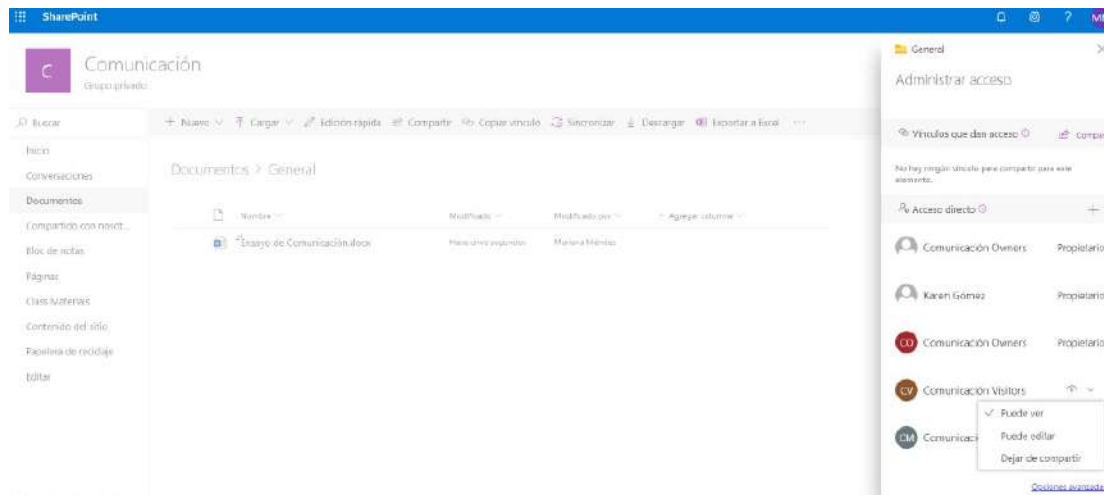 SharePoint
?
C
Comunicación
Grupo privado
Buscar
+ Nuevo Cargar Edición rápida Compartir Copiar vínculo Sincronizar Descargar Exportar a Excel ...
Inicio
Conversaciones
Documentos
Compartido con nosot...
Bloc de notas
Páginas
Class Materials
Contenido del sitio
Papelera de reciclaje
Editar
Documentos > General
Nombre Modificado Modificado por + Agregar columna
Ensayo de Comunicación.docx Hace unos segundos Mariana Méndez
General
Administrar acceso
Vínculos que dan acceso
No hay ningún vínculo para compartir para este
elemento.
Acceso directo +
Comunicación Owners Propietario
Karen Gómez Propietario
CO Comunicación Owners Propietario
CV Comunicación Visitors
Puede ver
CM
Puede editar
Dejar de compartir